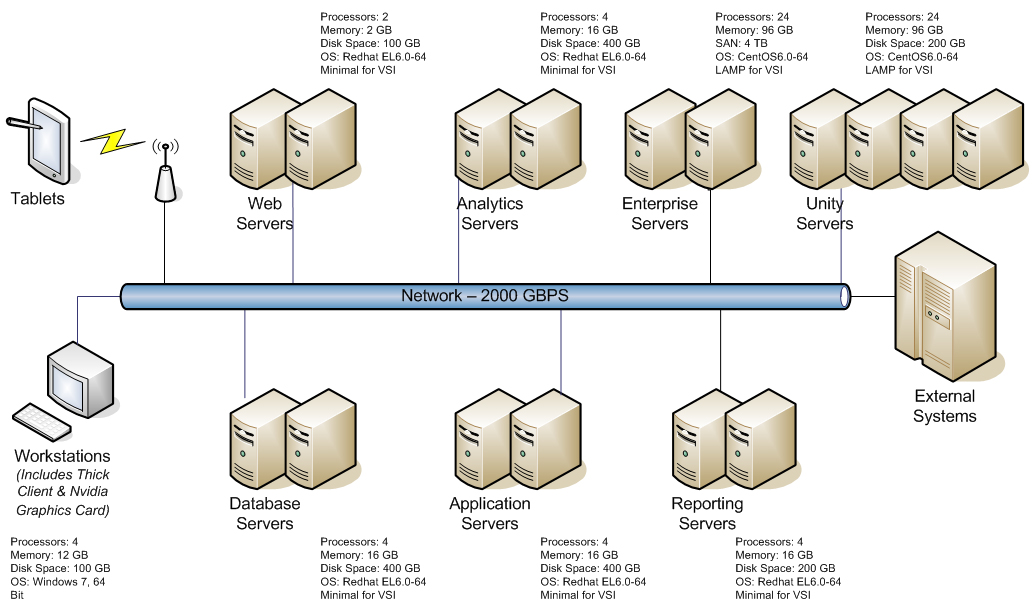 Processors: 2
Memory: 2 GB
Disk Space: 100 GB
OS: Redhat EL6.0-64
Minimal for VSI
Processors: 4
Memory: 16 GB
Disk Space: 400 GB
OS: Redhat EL6.0-64
Minimal for VSI
Processors: 24
Memory: 96 GB
SAN: 4 TB
OS: CentOS6.0-64
LAMP for VSI
Processors: 24
Memory: 96 GB
Disk Space: 200 GB
OS: CentOS6.0-64
LAMP for VSI
Tablets
Web
Servers
Analytics
Servers
Enterprise
Servers
Unity
Servers
Network – 2000 GBPS
External
Systems
Workstations
(Includes Thick
Client & Nvidia
Graphics Card)
Database
Servers
Application
Servers
Reporting
Servers
Processors: 4
Memory: 12 GB
Disk Space: 100 GB
OS: Windows 7, 64
Bit
Processors: 4
Memory: 16 GB
Disk Space: 400 GB
OS: Redhat EL6.0-64
Minimal for VSI
Processors: 4
Memory: 16 GB
Disk Space: 400 GB
OS: Redhat EL6.0-64
Minimal for VSI
Processors: 4
Memory: 16 GB
Disk Space: 200 GB
OS: Redhat EL6.0-64
Minimal for VSI